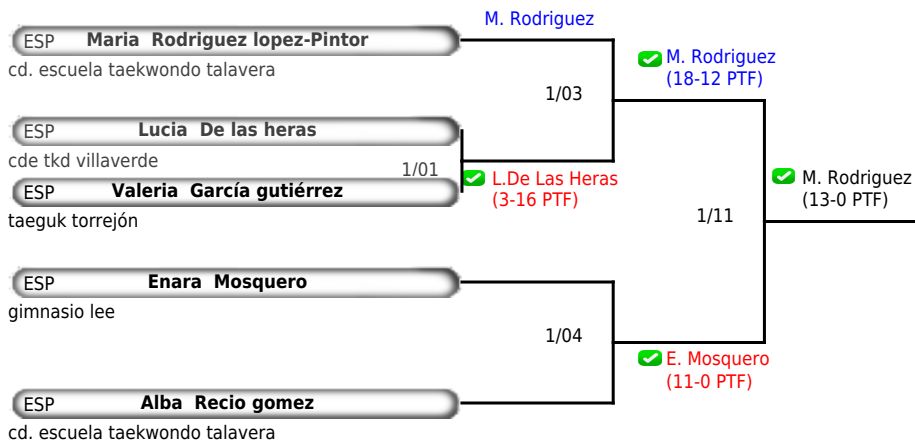 M. Rodriguez
ESP Maria Rodriguez lopez-Pintor
cd. escuela taekwondo talavera
M. Rodriguez
(18-12 PTF)
1/03
ESP Lucia De las heras
cde tkd villaverde
1/01
L.De Las Heras
(3-16 PTF)
ESP Valeria García gutiérrez
taeguk torrejón
M. Rodriguez
(13-0 PTF)
1/11
ESP Enara Mosquero
gimnasio lee
1/04
E. Mosquero
(11-0 PTF)
ESP Alba Recio gomez
cd. escuela taekwondo talavera